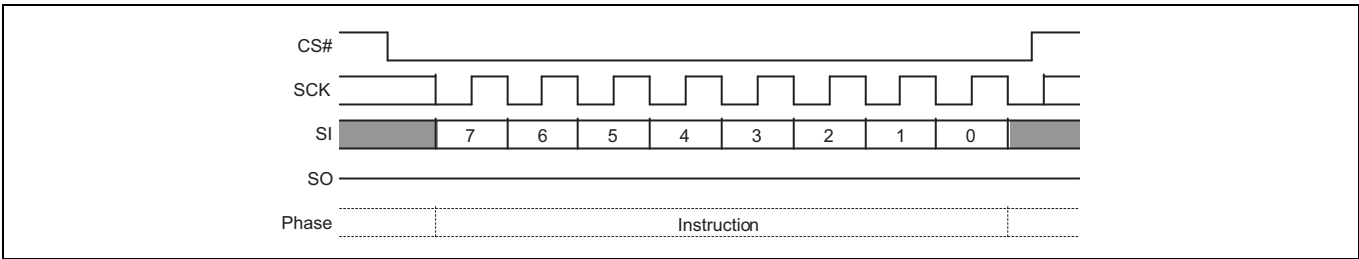 CS#
SCK
SI 7 6 5 4 3 2 1 0
SO
Phase Instruction